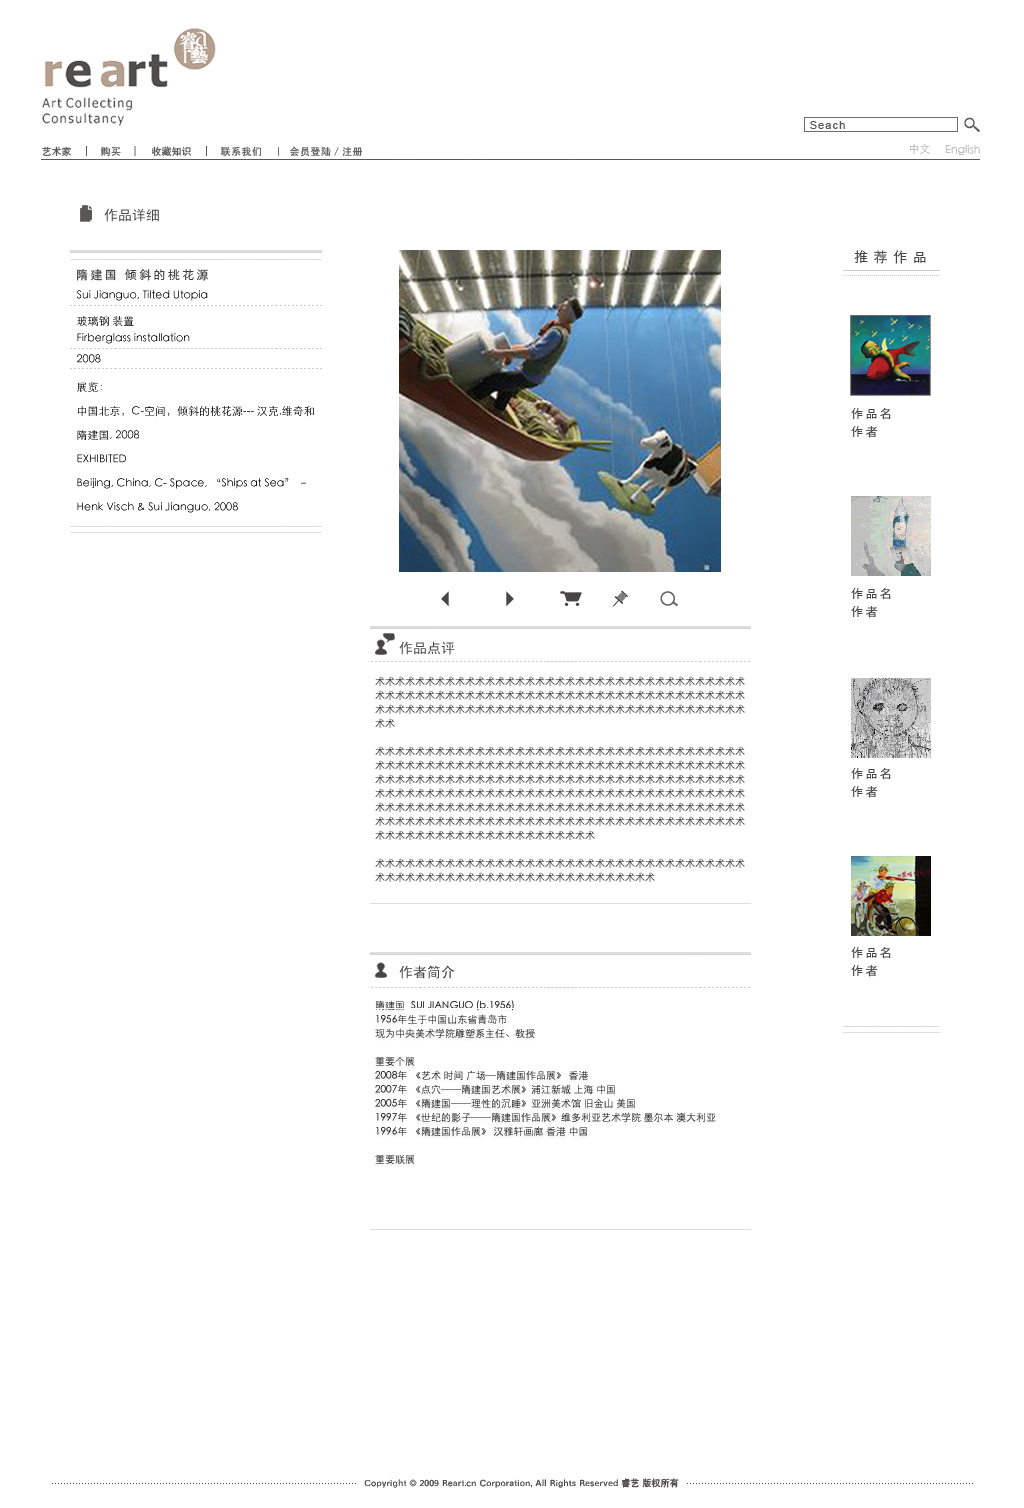 re art 睿艺
Art Collecting
Consultancy
Seach
艺术家 | 购买 | 收藏知识 | 联系我们 | 会员登陆 / 注册
中文 English
作品详细
隋建国 倾斜的桃花源
Sui Jianguo, Tilted Utopia
玻璃钢 装置
Firberglass installation
2008
展览:
中国北京，C-空间，倾斜的桃花源--- 汉克.维奇和
隋建国, 2008
EXHIBITED
Beijing, China, C- Space, “Ships at Sea” –
Henk Visch & Sui Jianguo, 2008
作品点评
术术术术术术术术术术术术术术术术术术术术术术术术术术术术术术术术术术术术术
术术术术术术术术术术术术术术术术术术术术术术术术术术术术术术术术术术术术术
术术术术术术术术术术术术术术术术术术术术术术术术术术术术术术术术术术术术术
术术
术术术术术术术术术术术术术术术术术术术术术术术术术术术术术术术术术术术术术
术术术术术术术术术术术术术术术术术术术术术术术术术术术术术术术术术术术术术
术术术术术术术术术术术术术术术术术术术术术术术术术术术术术术术术术术术术术
术术术术术术术术术术术术术术术术术术术术术术术术术术术术术术术术术术术术术
术术术术术术术术术术术术术术术术术术术术术术术术术术术术术术术术术术术术术
术术术术术术术术术术术术术术术术术术术术术术术术术术术术术术术术术术术术术
术术术术术术术术术术术术术术术术术术术术术术
术术术术术术术术术术术术术术术术术术术术术术术术术术术术术术术术术术术术术
术术术术术术术术术术术术术术术术术术术术术术术术术术术术
作者简介
隋建国 SUI JIANGUO (b.1956)
1956年生于中国山东省青岛市
现为中央美术学院雕塑系主任、教授
重要个展
2008年 《艺术 时间 广场—隋建国作品展》 香港
2007年 《点穴——隋建国艺术展》浦江新城 上海 中国
2005年 《隋建国——理性的沉睡》亚洲美术馆 旧金山 美国
1997年 《世纪的影子——隋建国作品展》维多利亚艺术学院 墨尔本 澳大利亚
1996年 《隋建国作品展》 汉雅轩画廊 香港 中国
重要联展
推荐作品
作品名
作者
作品名
作者
作品名
作者
作品名
作者
Copyright © 2009 Reart.cn Corporation, All Rights Reserved 睿艺 版权所有